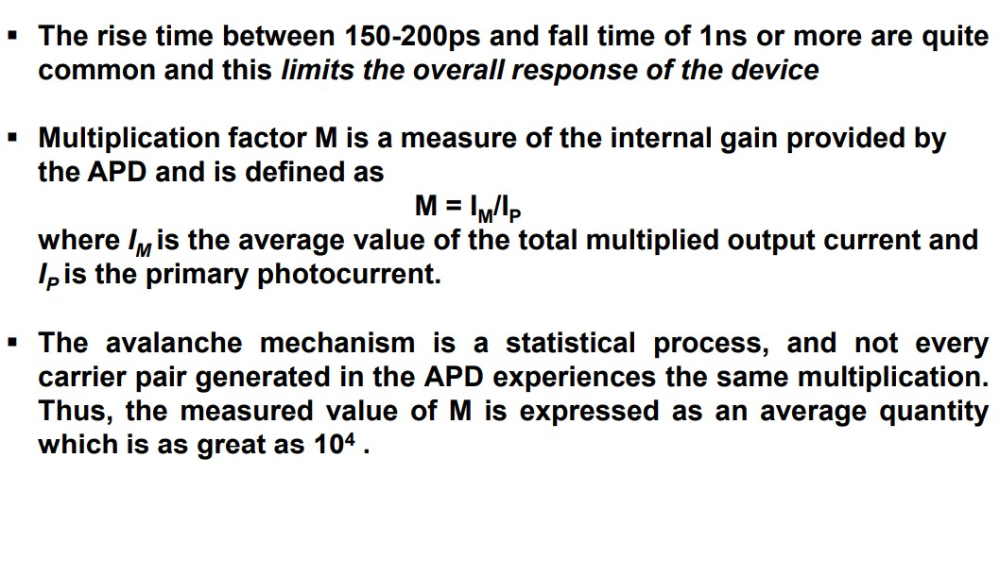 ▪ The rise time between 150-200ps and fall time of 1ns or more are quite
common and this limits the overall response of the device
▪ Multiplication factor M is a measure of the internal gain provided by
the APD and is defined as
M = I_M/I_P
where I_M is the average value of the total multiplied output current and
I_P is the primary photocurrent.
▪ The avalanche mechanism is a statistical process, and not every
carrier pair generated in the APD experiences the same multiplication.
Thus, the measured value of M is expressed as an average quantity
which is as great as 10⁴ .